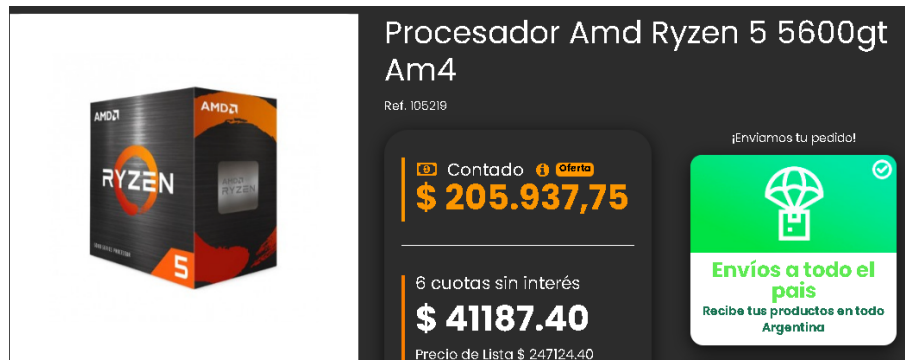 Procesador Amd Ryzen 5 5600gt
Am4
Ref. 105219
AMD
AMD
RYZEN
AMD
RYZEN
5
Contado Oferta
$ 205.937,75
6 cuotas sin interés
$ 41187.40
Precio de Lista $ 247124.40
¡Enviamos tu pedido!
Envíos a todo el
pais
Recibe tus productos en todo
Argentina